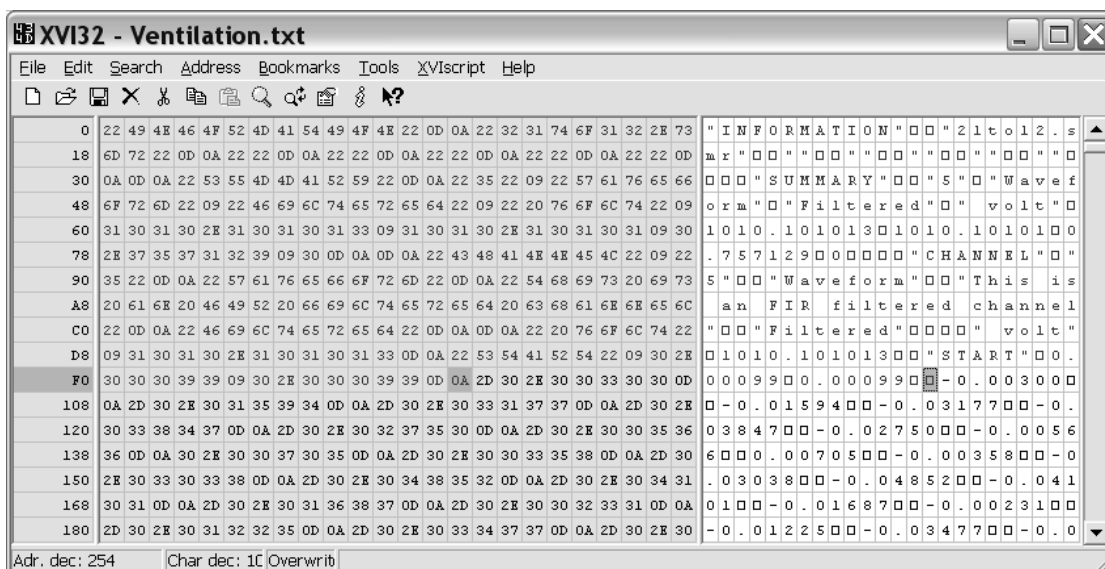 XVI32 - Ventilation.txt
File Edit Search Address Bookmarks Tools XVIscript Help
0 22 49 4E 46 4F 52 4D 41 54 49 4F 4E 22 0D 0A 22 32 31 74 6F 31 32 2E 73 "INFORMATION"□□"21to12.s
18 6D 72 22 0D 0A 22 22 0D 0A 22 22 0D 0A 22 22 0D 0A 22 22 0D 0A 22 22 0D mr"□□""□□""□□""□□""□□""□
30 0A 0D 0A 22 53 55 4D 4D 41 52 59 22 0D 0A 22 35 22 09 22 57 61 76 65 66 □□□"SUMMARY"□□"5"□"Wavef
48 6F 72 6D 22 09 22 46 69 6C 74 65 72 65 64 22 09 22 20 76 6F 6C 74 22 09 orm"□"Filtered"□" volt"□
60 31 30 31 30 2E 31 30 31 30 31 33 09 31 30 31 30 2E 31 30 31 30 31 09 30 1010.101013□1010.10101□0
78 2E 37 35 37 31 32 39 09 30 0D 0A 0D 0A 22 43 48 41 4E 4E 45 4C 22 09 22 .757129□0□□□□"CHANNEL"□"
90 35 22 0D 0A 22 57 61 76 65 66 6F 72 6D 22 0D 0A 22 54 68 69 73 20 69 73 5"□□"Waveform"□□"This is
A8 20 61 6E 20 46 49 52 20 66 69 6C 74 65 72 65 64 20 63 68 61 6E 6E 65 6C  an FIR filtered channel
C0 22 0D 0A 22 46 69 6C 74 65 72 65 64 22 0D 0A 0D 0A 22 20 76 6F 6C 74 22 "□□"Filtered"□□□□" volt"
D8 09 31 30 31 30 2E 31 30 31 30 31 33 0D 0A 22 53 54 41 52 54 22 09 30 2E □1010.101013□□"START"□0.
F0 30 30 30 39 39 09 30 2E 30 30 30 39 39 0D 0A 2D 30 2E 30 30 33 30 30 0D 00099□0.00099□□-0.00300□
108 0A 2D 30 2E 30 31 35 39 34 0D 0A 2D 30 2E 30 33 31 37 37 0D 0A 2D 30 2E □-0.01594□□-0.03177□□-0.
120 30 33 38 34 37 0D 0A 2D 30 2E 30 32 37 35 30 0D 0A 2D 30 2E 30 30 35 36 03847□□-0.02750□□-0.0056
138 36 0D 0A 30 2E 30 30 37 30 35 0D 0A 2D 30 2E 30 30 33 35 38 0D 0A 2D 30 6□□0.00705□□-0.00358□□-0
150 2E 30 33 30 33 38 0D 0A 2D 30 2E 30 34 38 35 32 0D 0A 2D 30 2E 30 34 31 .03038□□-0.04852□□-0.041
168 30 31 0D 0A 2D 30 2E 30 31 36 38 37 0D 0A 2D 30 2E 30 30 32 33 31 0D 0A 01□□-0.01687□□-0.00231□□
180 2D 30 2E 30 31 32 32 35 0D 0A 2D 30 2E 30 33 34 37 37 0D 0A 2D 30 2E 30 -0.01225□□-0.03477□□-0.0
Adr. dec: 254 Char dec: 10 Overwrit